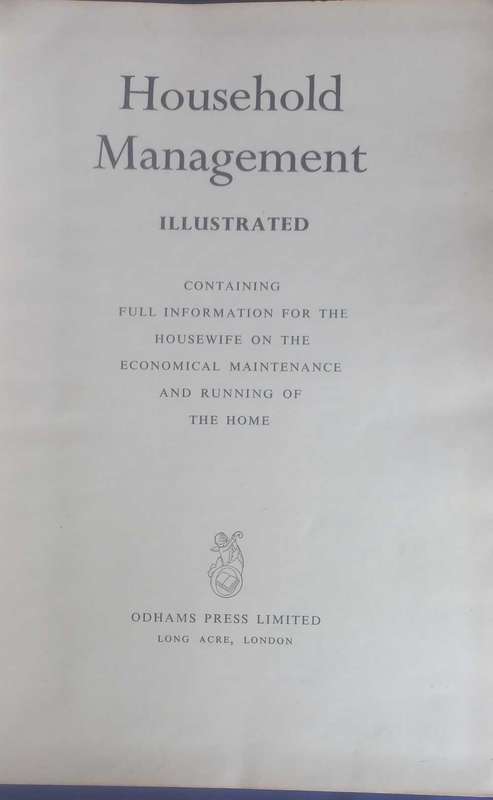 Household
Management
ILLUSTRATED
CONTAINING
FULL INFORMATION FOR THE
HOUSEWIFE ON THE
ECONOMICAL MAINTENANCE
AND RUNNING OF
THE HOME
ODHAMS PRESS LIMITED
LONG ACRE, LONDON